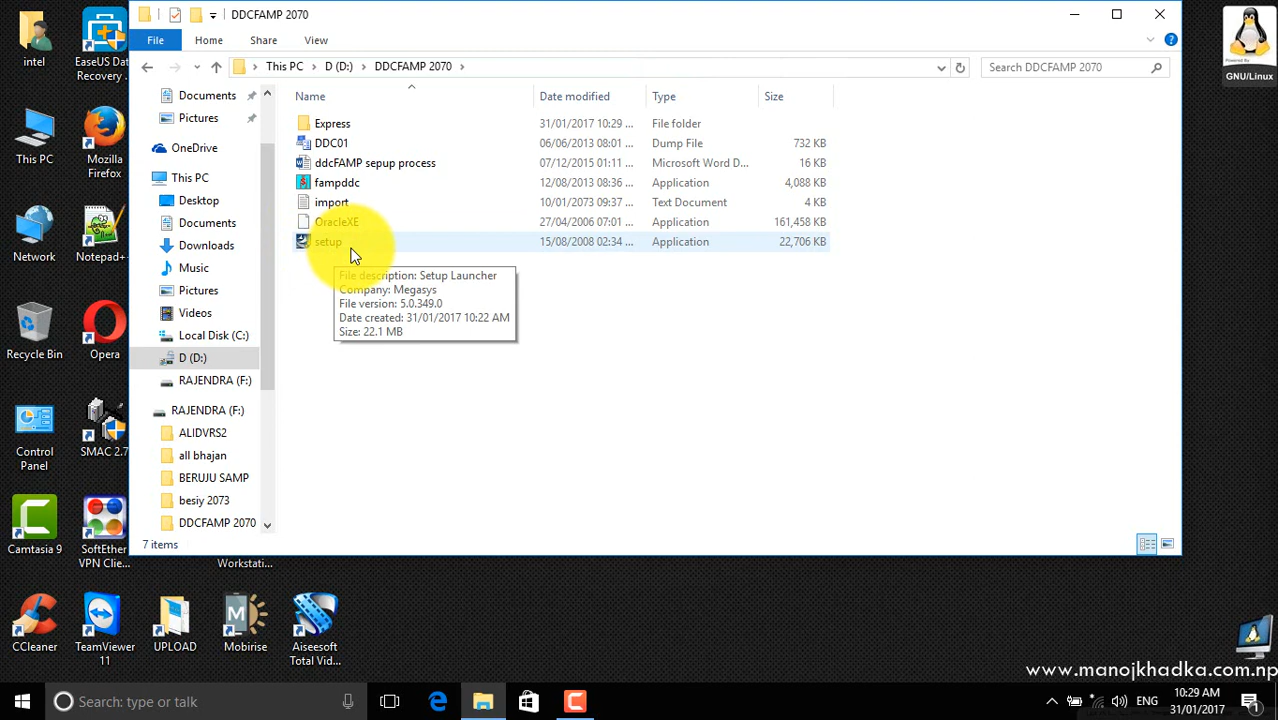 DDCFAMP 2070
File Home Share View
This PC D (D:) DDCFAMP 2070
Search DDCFAMP 2070
Name Date modified Type Size
Express 31/01/2017 10:29 ... File folder
DDC01 06/06/2013 08:01 ... Dump File 732 KB
ddcFAMP sepup process 07/12/2015 01:11 ... Microsoft Word D... 16 KB
fampddc 12/08/2013 08:36 ... Application 4,088 KB
import 10/01/2073 09:37 ... Text Document 4 KB
OracleXE 27/04/2006 07:01 ... Application 161,458 KB
setup 15/08/2008 02:34 ... Application 22,706 KB
File description: Setup Launcher
Company: Megasys
File version: 5.0.349.0
Date created: 31/01/2017 10:22 AM
Size: 22.1 MB
Documents
Pictures
OneDrive
This PC
Desktop
Documents
Downloads
Music
Pictures
Videos
Local Disk (C:)
D (D:)
RAJENDRA (F:)
RAJENDRA (F:)
ALIDVRS2
all bhajan
BERUJU SAMP
besiy 2073
DDCFAMP 2070
7 items
intel
EaseUS Data
Recovery ...
This PC
Mozilla
Firefox
Network
Notepad++
Recycle Bin
Opera
Control
Panel
SMAC 2.7
Camtasia 9
SoftEther
VPN Clie...
Workstati...
CCleaner
TeamViewer
11
UPLOAD
Mobirise
Aiseesoft
Total Vid...
Powered By
GNU/Linux
www.manojkhadka.com.np
Search: type or talk
ENG
10:29 AM
31/01/2017
1